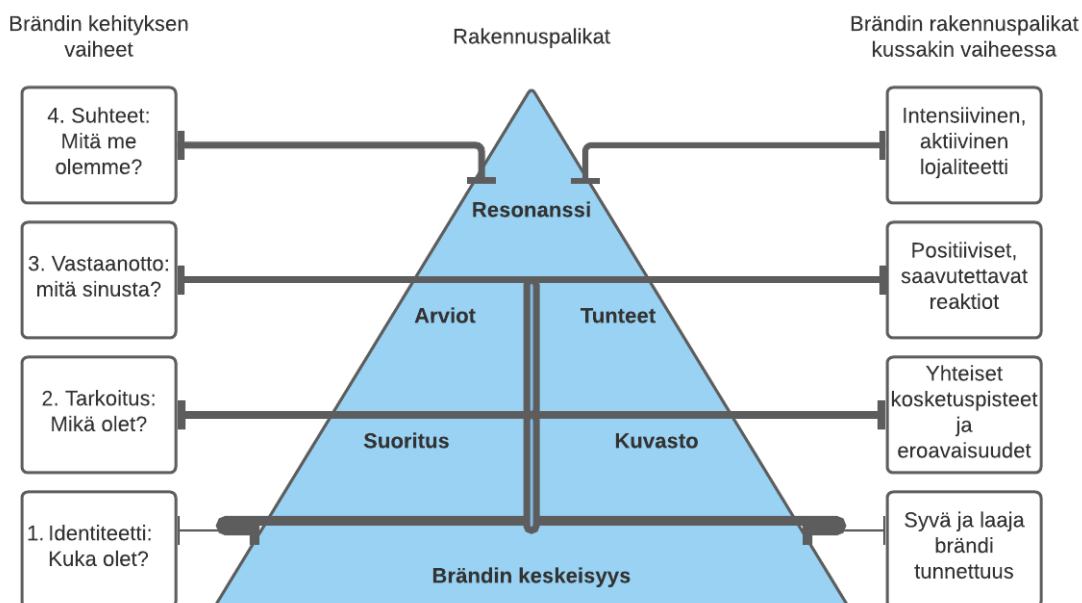 Brändin kehityksen
vaiheet
Rakennuspalikat
Brändin rakennuspalikat
kussakin vaiheessa
4. Suhteet:
Mitä me
olemme?
Resonanssi
Intensiivinen,
aktiivinen
lojaliteetti
3. Vastaanotto:
mitä sinusta?
Arviot
Tunteet
Positiiviset,
saavutettavat
reaktiot
2. Tarkoitus:
Mikä olet?
Suoritus
Kuvasto
Yhteiset
kosketuspisteet
ja
eroavaisuudet
1. Identiteetti:
Kuka olet?
Brändin keskeisyys
Syvä ja laaja
brändi
tunnettuus